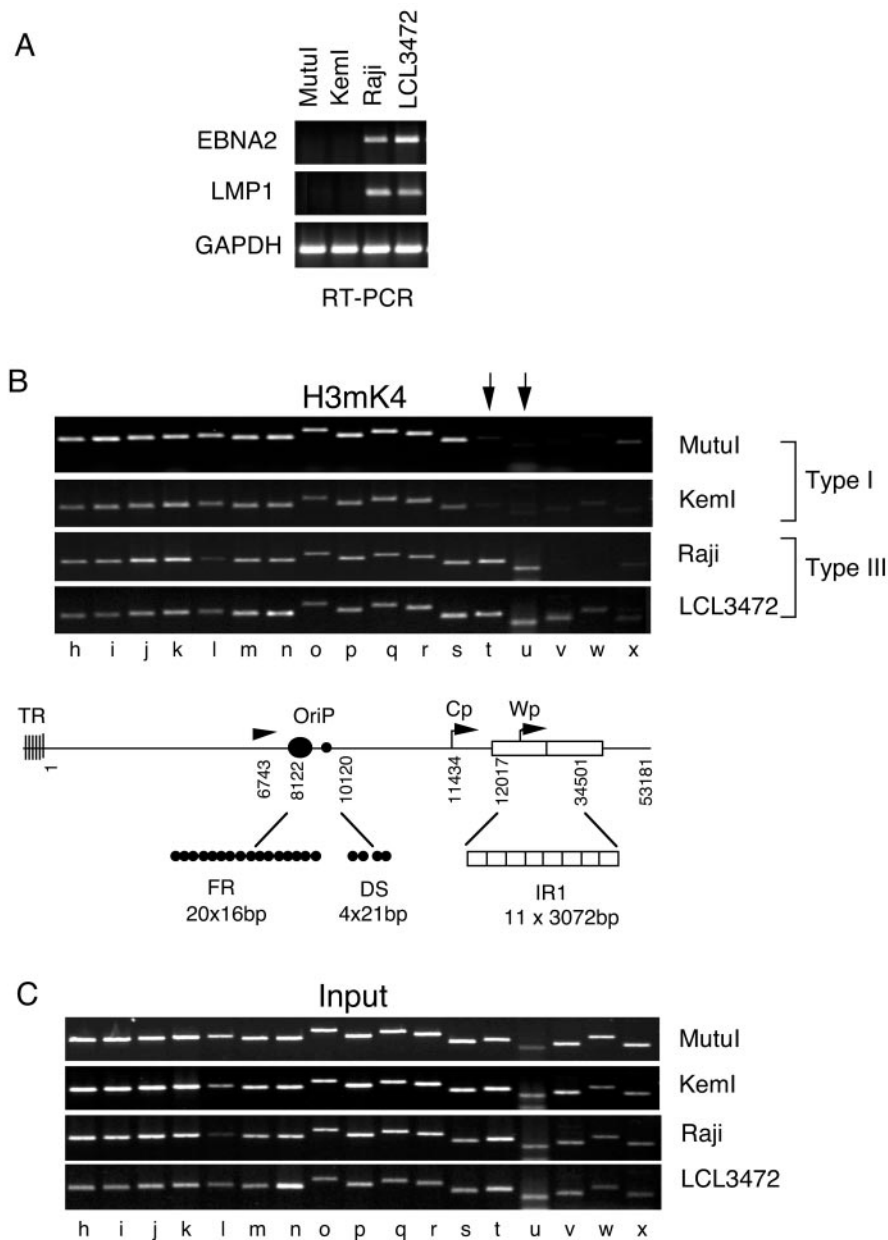 A
MutuI
KemI
Raji
LCL3472
EBNA2
LMP1
GAPDH
RT-PCR
B
H3mK4
MutuI
KemI
Type I
Raji
LCL3472
Type III
h i j k l m n o p q r s t u v w x
TR
OriP
Cp
Wp
1
6743
8122
10120
11434
12017
34501
53181
FR
20x16bp
DS
4x21bp
IR1
11 x 3072bp
C
Input
MutuI
KemI
Raji
LCL3472
h i j k l m n o p q r s t u v w x